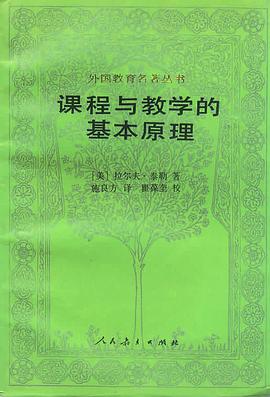 外国教育名著丛书
课程与教学的
基本原理
〔美〕拉尔夫·泰勒 著
施良方 译 瞿葆奎 校
人民教育出版社